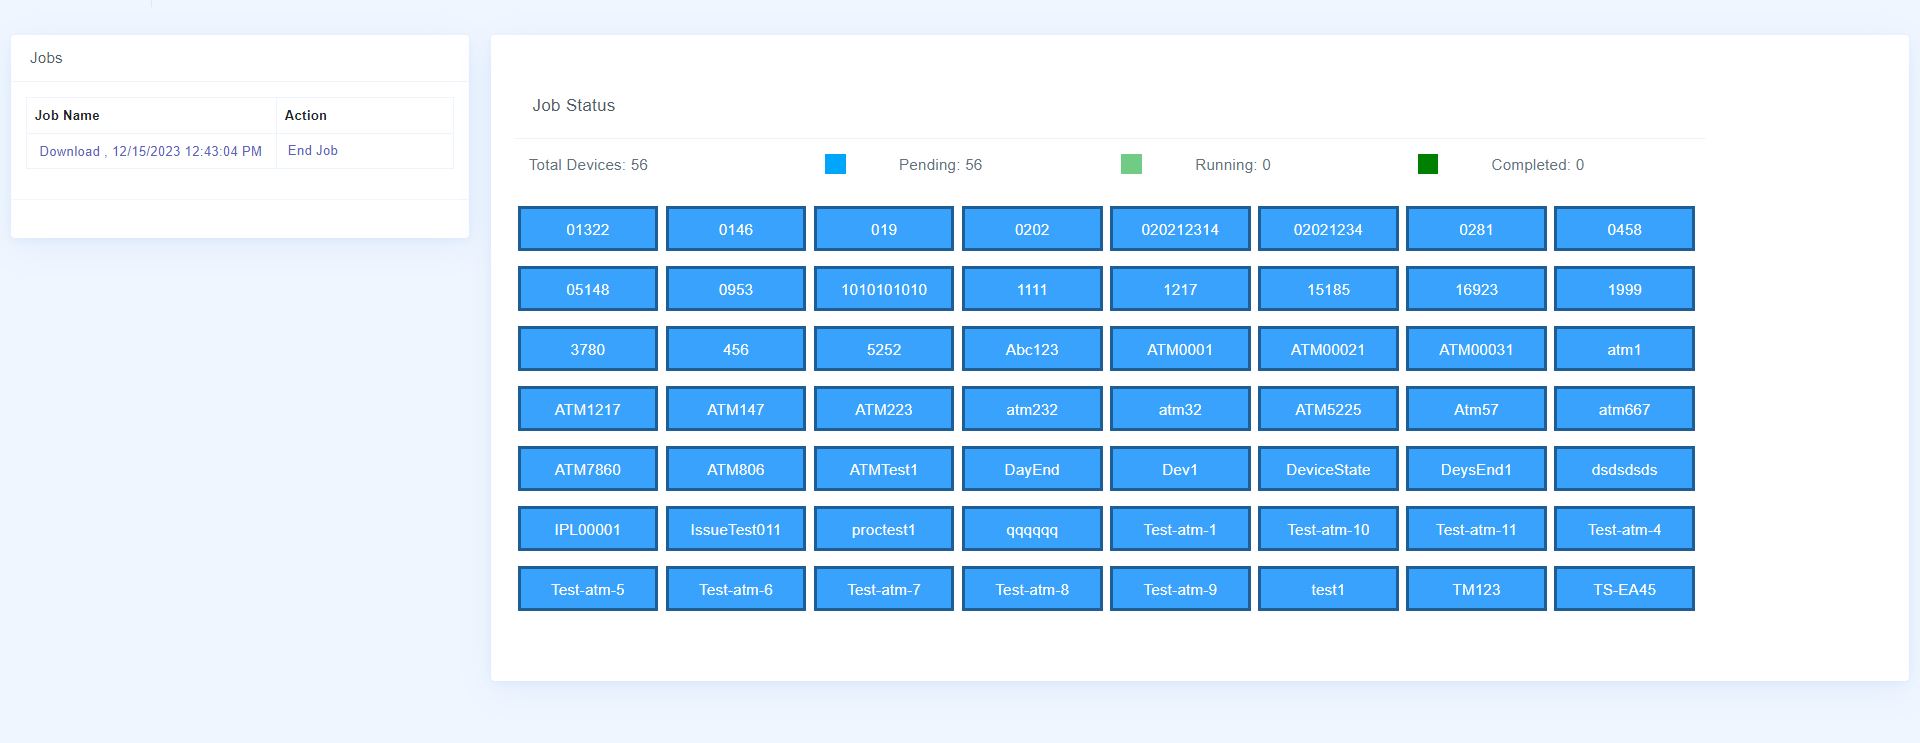 Jobs
Job Name Action
Download , 12/15/2023 12:43:04 PM End Job
Job Status
Total Devices: 56 Pending: 56 Running: 0 Completed: 0
01322 0146 019 0202 020212314 02021234 0281 0458
05148 0953 1010101010 1111 1217 15185 16923 1999
3780 456 5252 Abc123 ATM0001 ATM00021 ATM00031 atm1
ATM1217 ATM147 ATM223 atm232 atm32 ATM5225 Atm57 atm667
ATM7860 ATM806 ATMTest1 DayEnd Dev1 DeviceState DeysEnd1 dsdsdsds
IPL00001 IssueTest011 proctest1 qqqqqq Test-atm-1 Test-atm-10 Test-atm-11 Test-atm-4
Test-atm-5 Test-atm-6 Test-atm-7 Test-atm-8 Test-atm-9 test1 TM123 TS-EA45